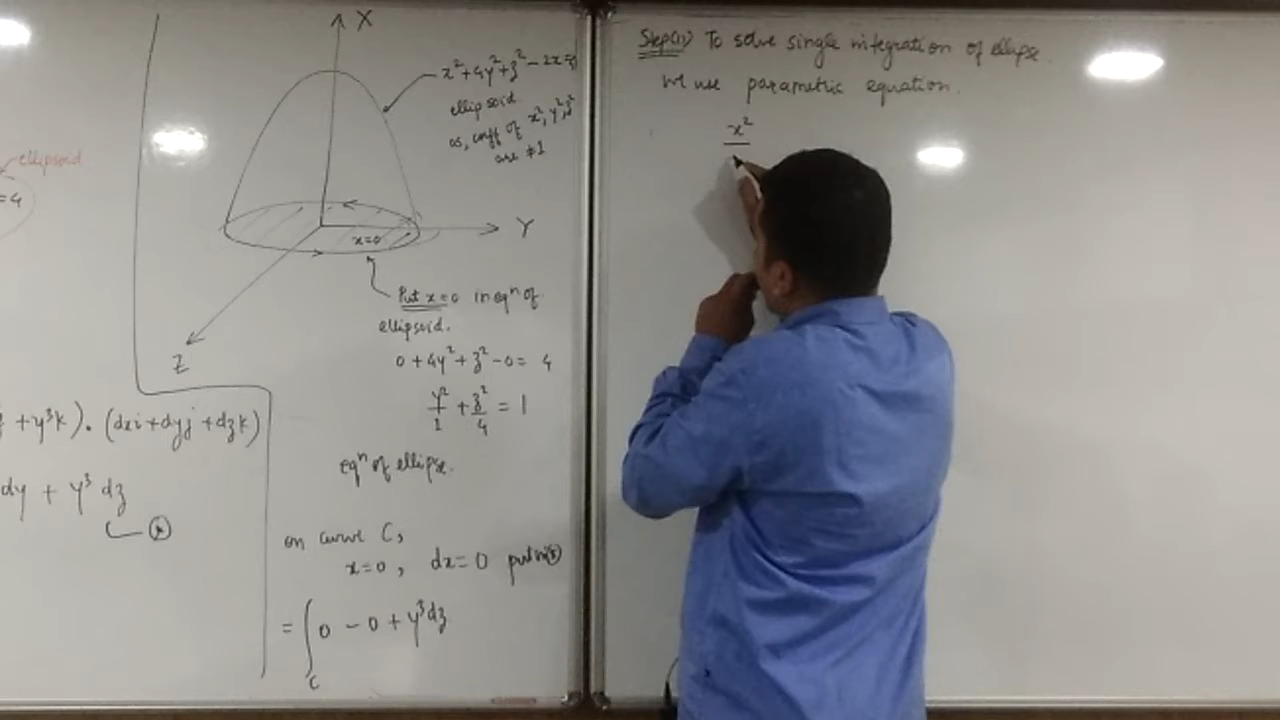 ellipsoid
=4
X
x²+4y²+z²-2x=4
ellipsoid.
as, coeff of x², y², z²
are ≠1
Y
x=0
Z
Put x=0 in eqⁿ of
ellipsoid.
0+4y²+z²-0=4
y²/1 + z²/4 = 1
eqⁿ of ellipse.
+y³k). (dxi+dyj+dzk)
dy + y³ dz
on curve C,
x=0, dx=0 put in
= ∫ 0 - 0 + y³dz
C
Step(II) To solve single integration of ellipse.
we use parametric equation.
x²